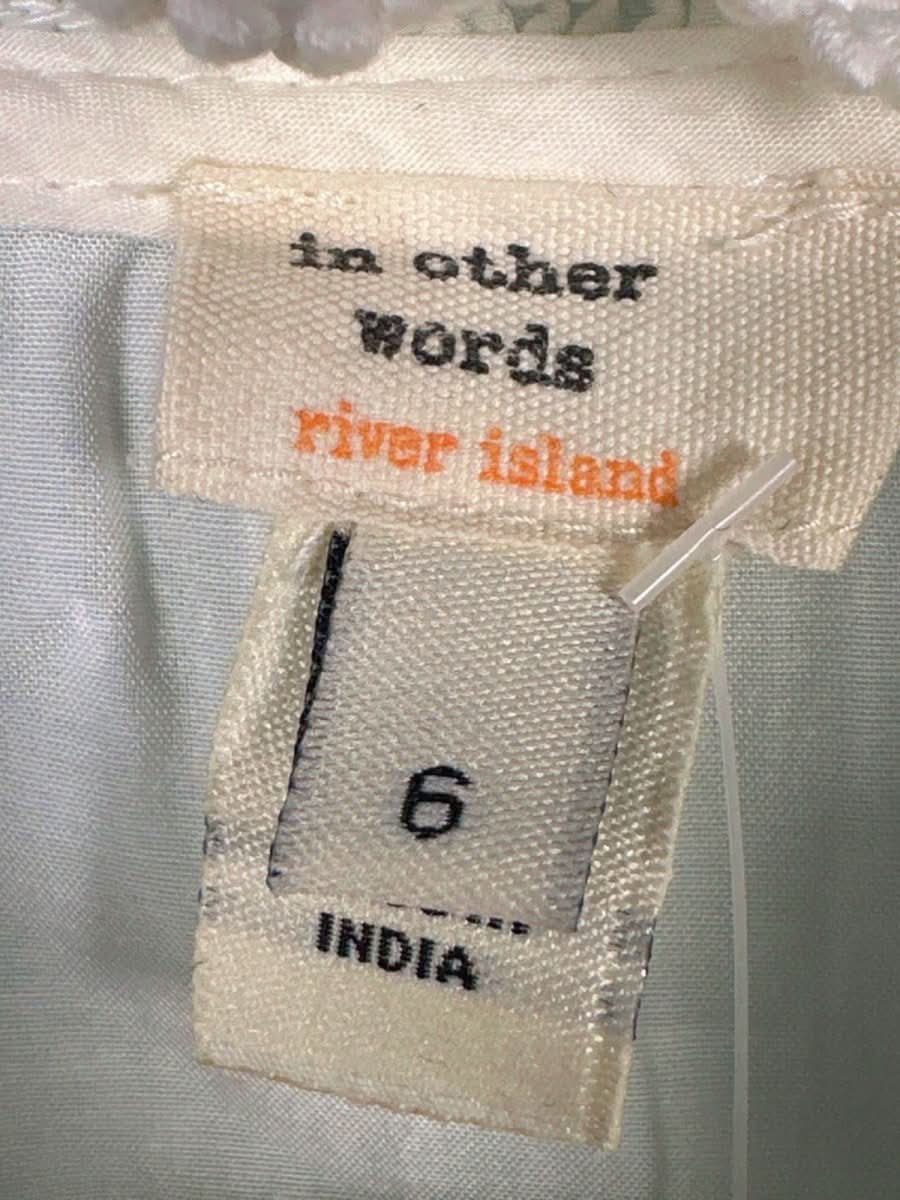 in other
words
river island
6
INDIA